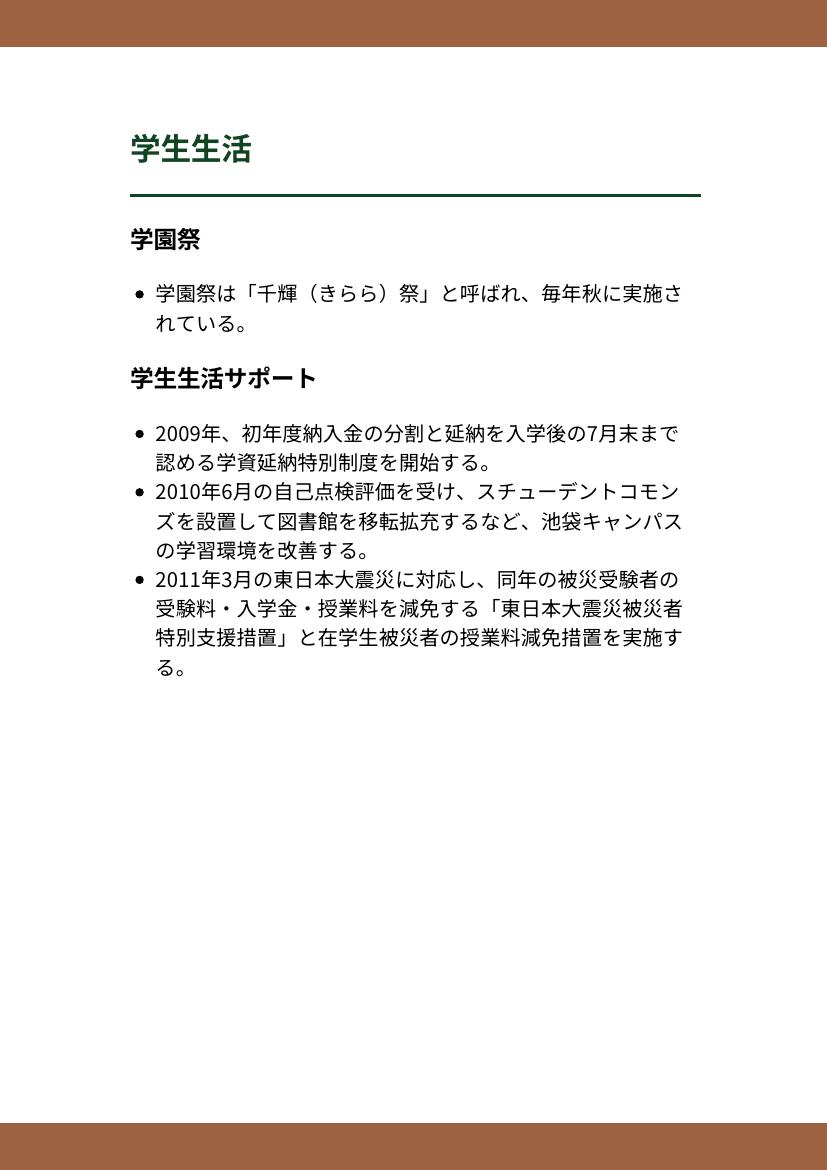 学生生活
学園祭
学園祭は「千輝（きらら）祭」と呼ばれ、毎年秋に実施さ
れている。
学生生活サポート
2009年、初年度納入金の分割と延納を入学後の7月末まで
認める学資延納特別制度を開始する。
2010年6月の自己点検評価を受け、スチューデントコモン
ズを設置して図書館を移転拡充するなど、池袋キャンパス
の学習環境を改善する。
2011年3月の東日本大震災に対応し、同年の被災受験者の
受験料・入学金・授業料を減免する「東日本大震災被災者
特別支援措置」と在学生被災者の授業料減免措置を実施す
る。